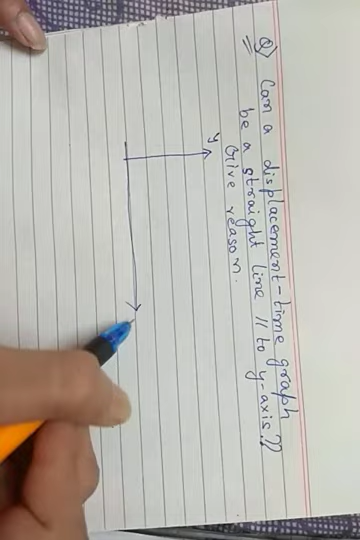 Q) Can a displacement-time graph
be a straight line // to y-axis??
Give reason.
y